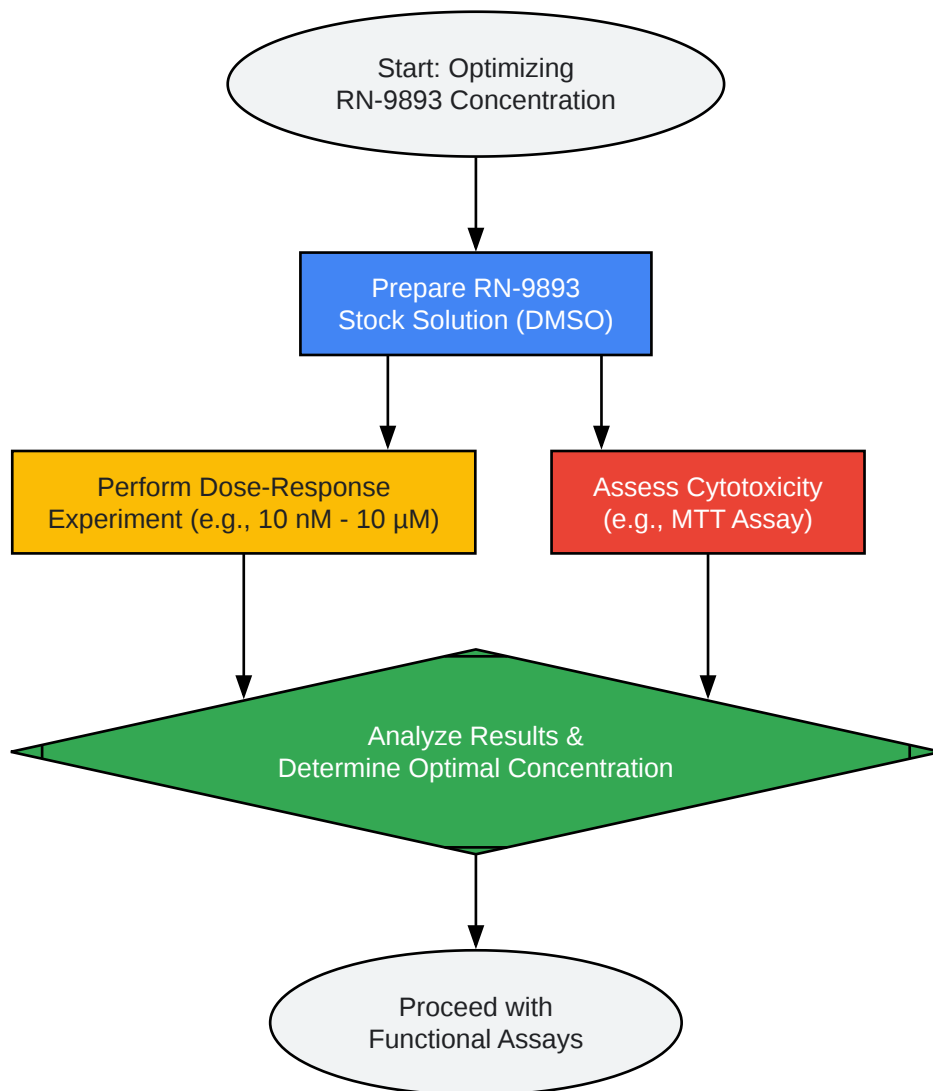 Start: Optimizing
RN-9893 Concentration
Prepare RN-9893
Stock Solution (DMSO)
Perform Dose-Response
Experiment (e.g., 10 nM - 10 µM)
Assess Cytotoxicity
(e.g., MTT Assay)
Analyze Results &
Determine Optimal Concentration
Proceed with
Functional Assays